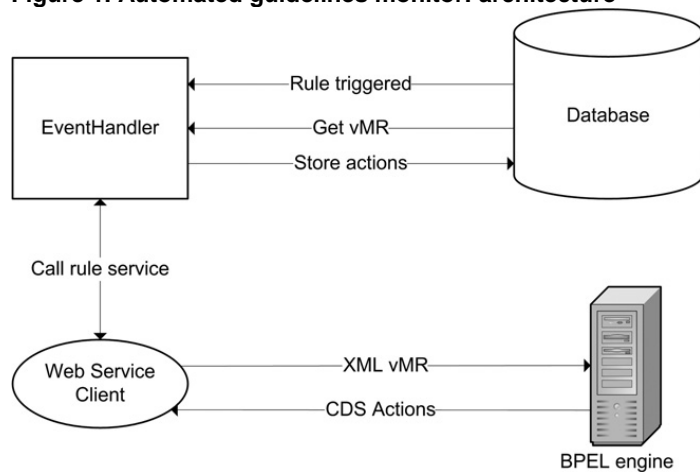 Figure 1: Automated guidelines monitor: architecture
Rule triggered
EventHandler
Get vMR
Database
Store actions
Call rule service
Web Service
Client
XML vMR
CDS Actions
BPEL engine